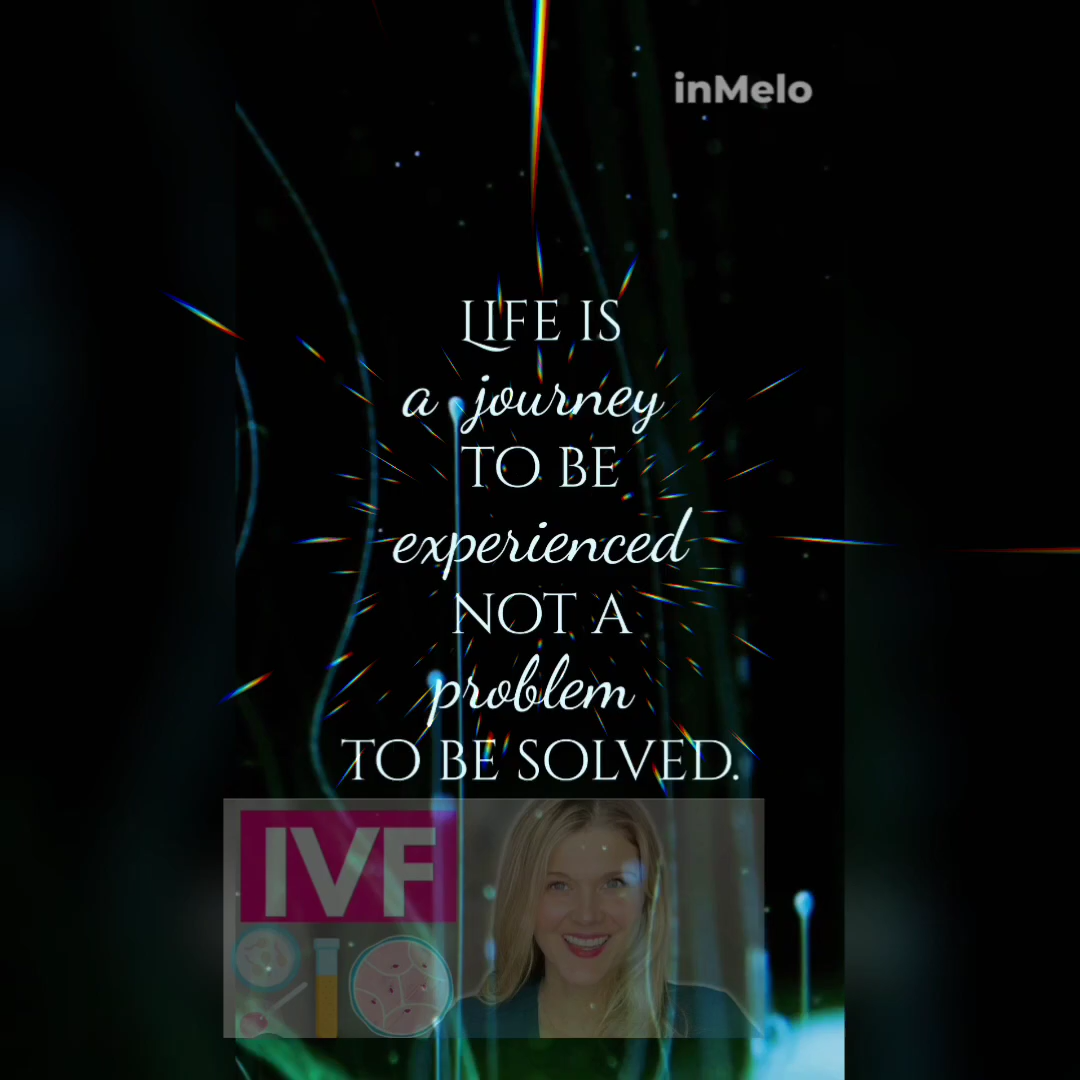 inMelo
LIFE IS
a journey
TO BE
experienced
NOT A
problem
TO BE SOLVED.
IVF